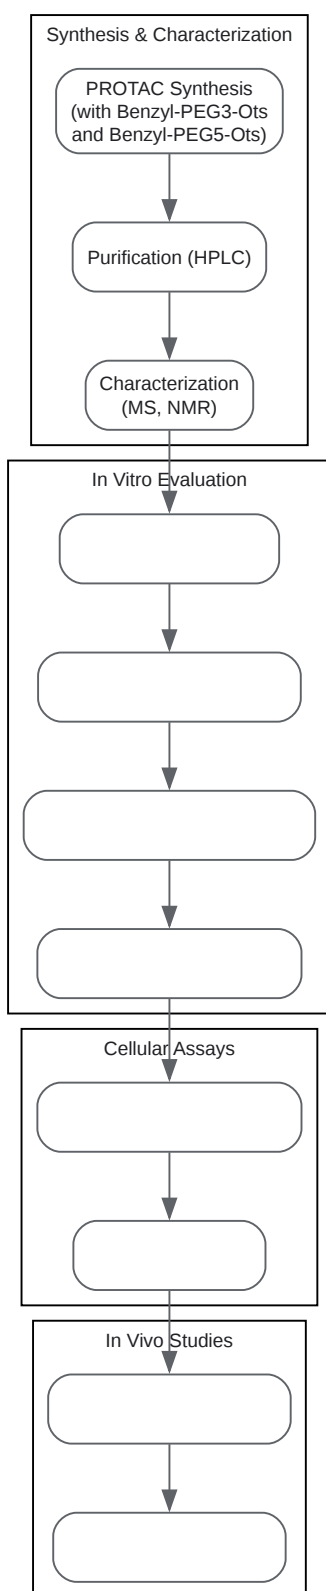 Synthesis & Characterization
PROTAC Synthesis
(with Benzyl-PEG3-Ots
and Benzyl-PEG5-Ots)
Purification (HPLC)
Characterization
(MS, NMR)
In Vitro Evaluation
Cellular Assays
In Vivo Studies